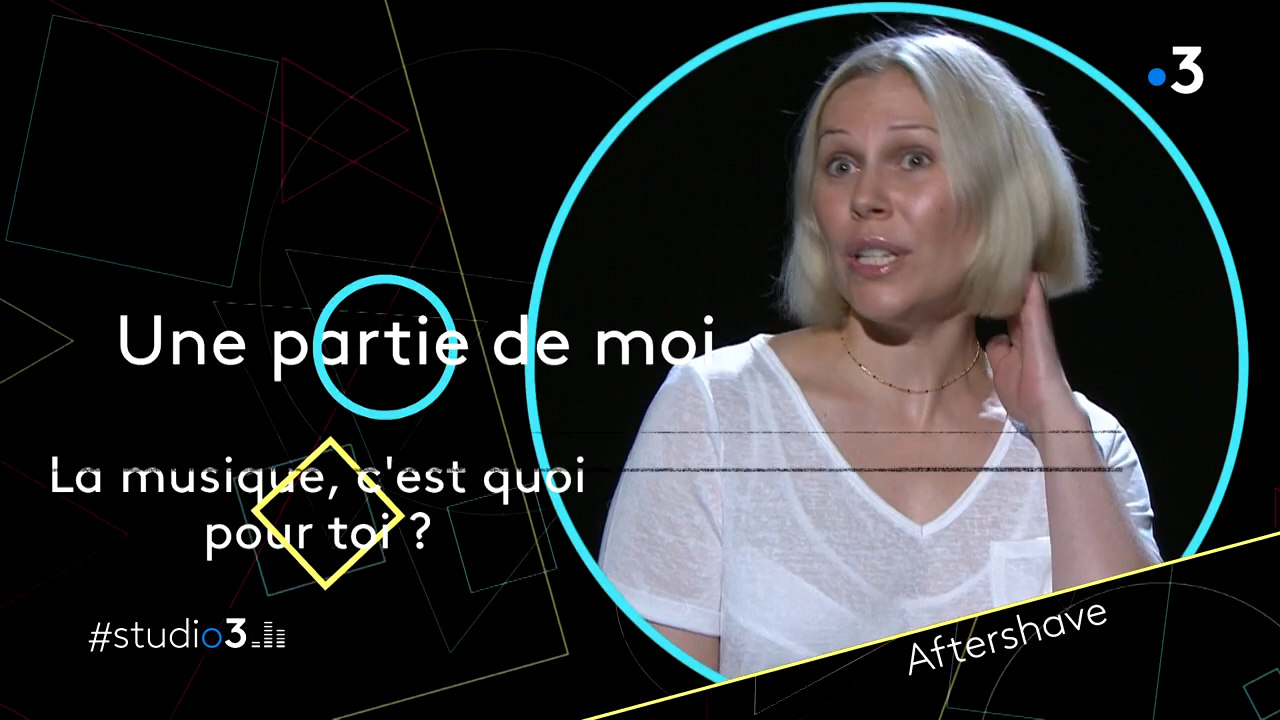 3
Une partie de moi
La musique, c'est quoi
pour toi ?
#studio3
Aftershave